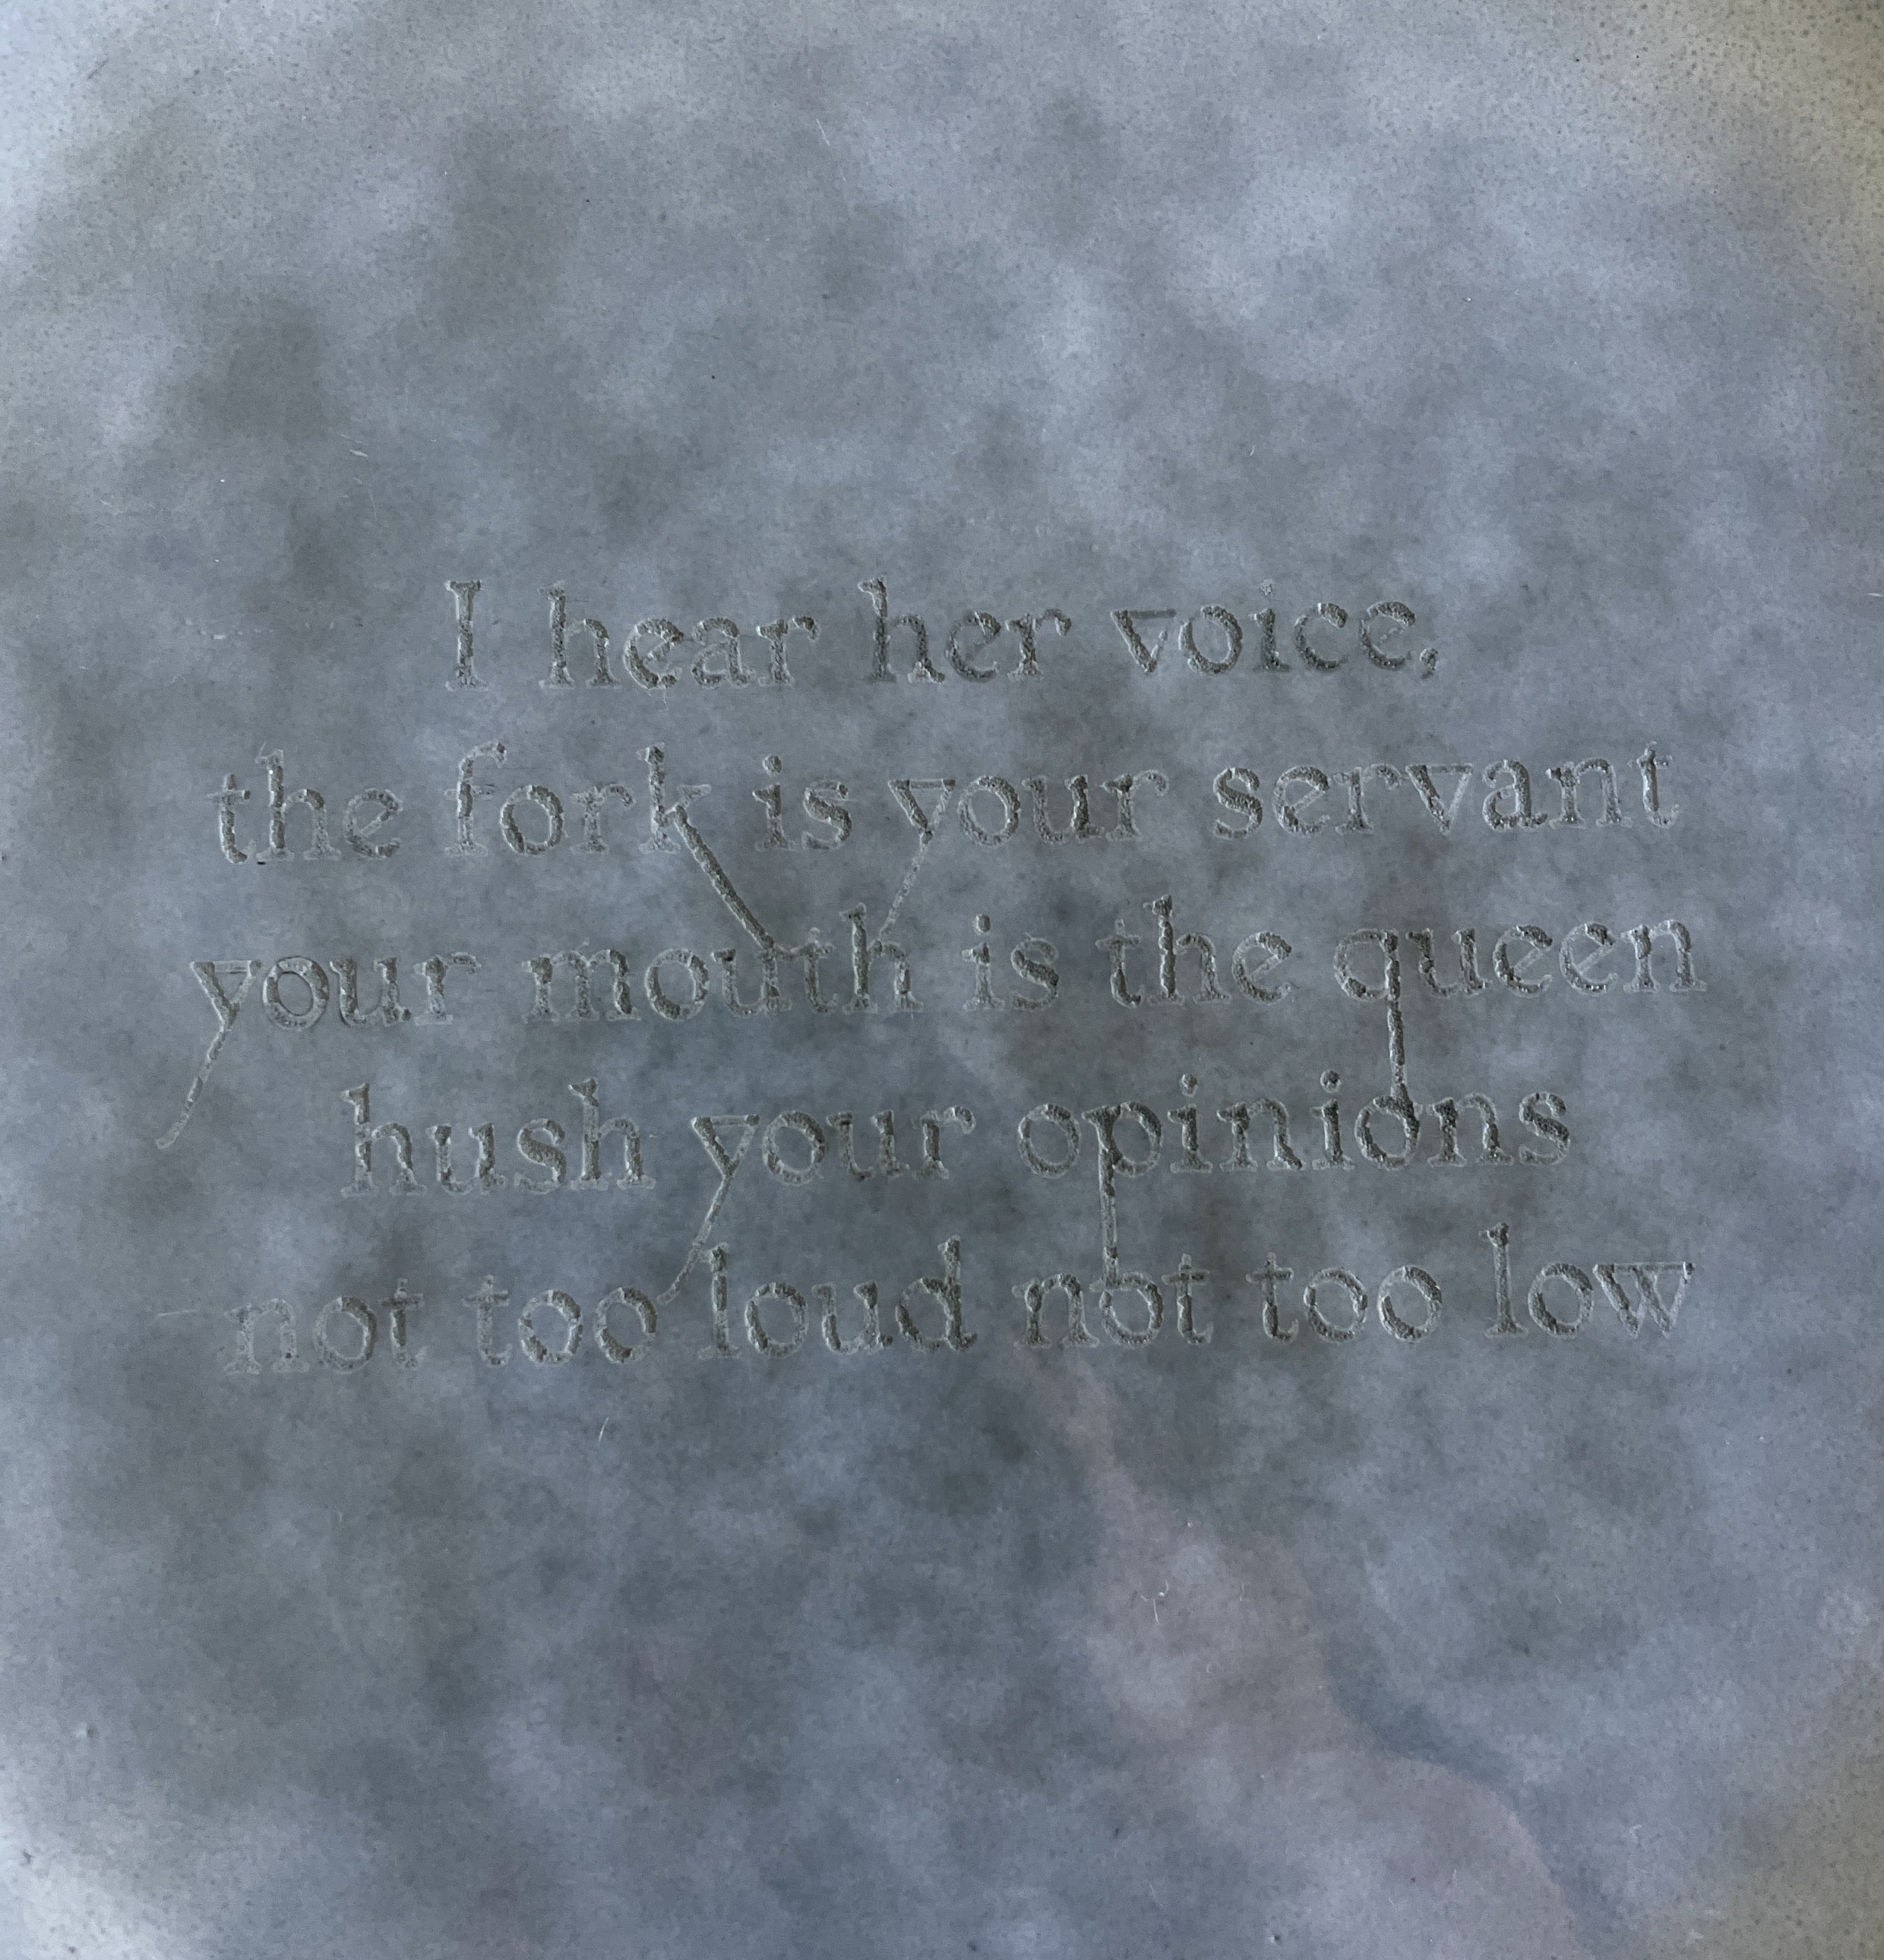 I hear her voice,
the fork is your servant
your mouth is the queen
hush your opinions
not too loud not too low